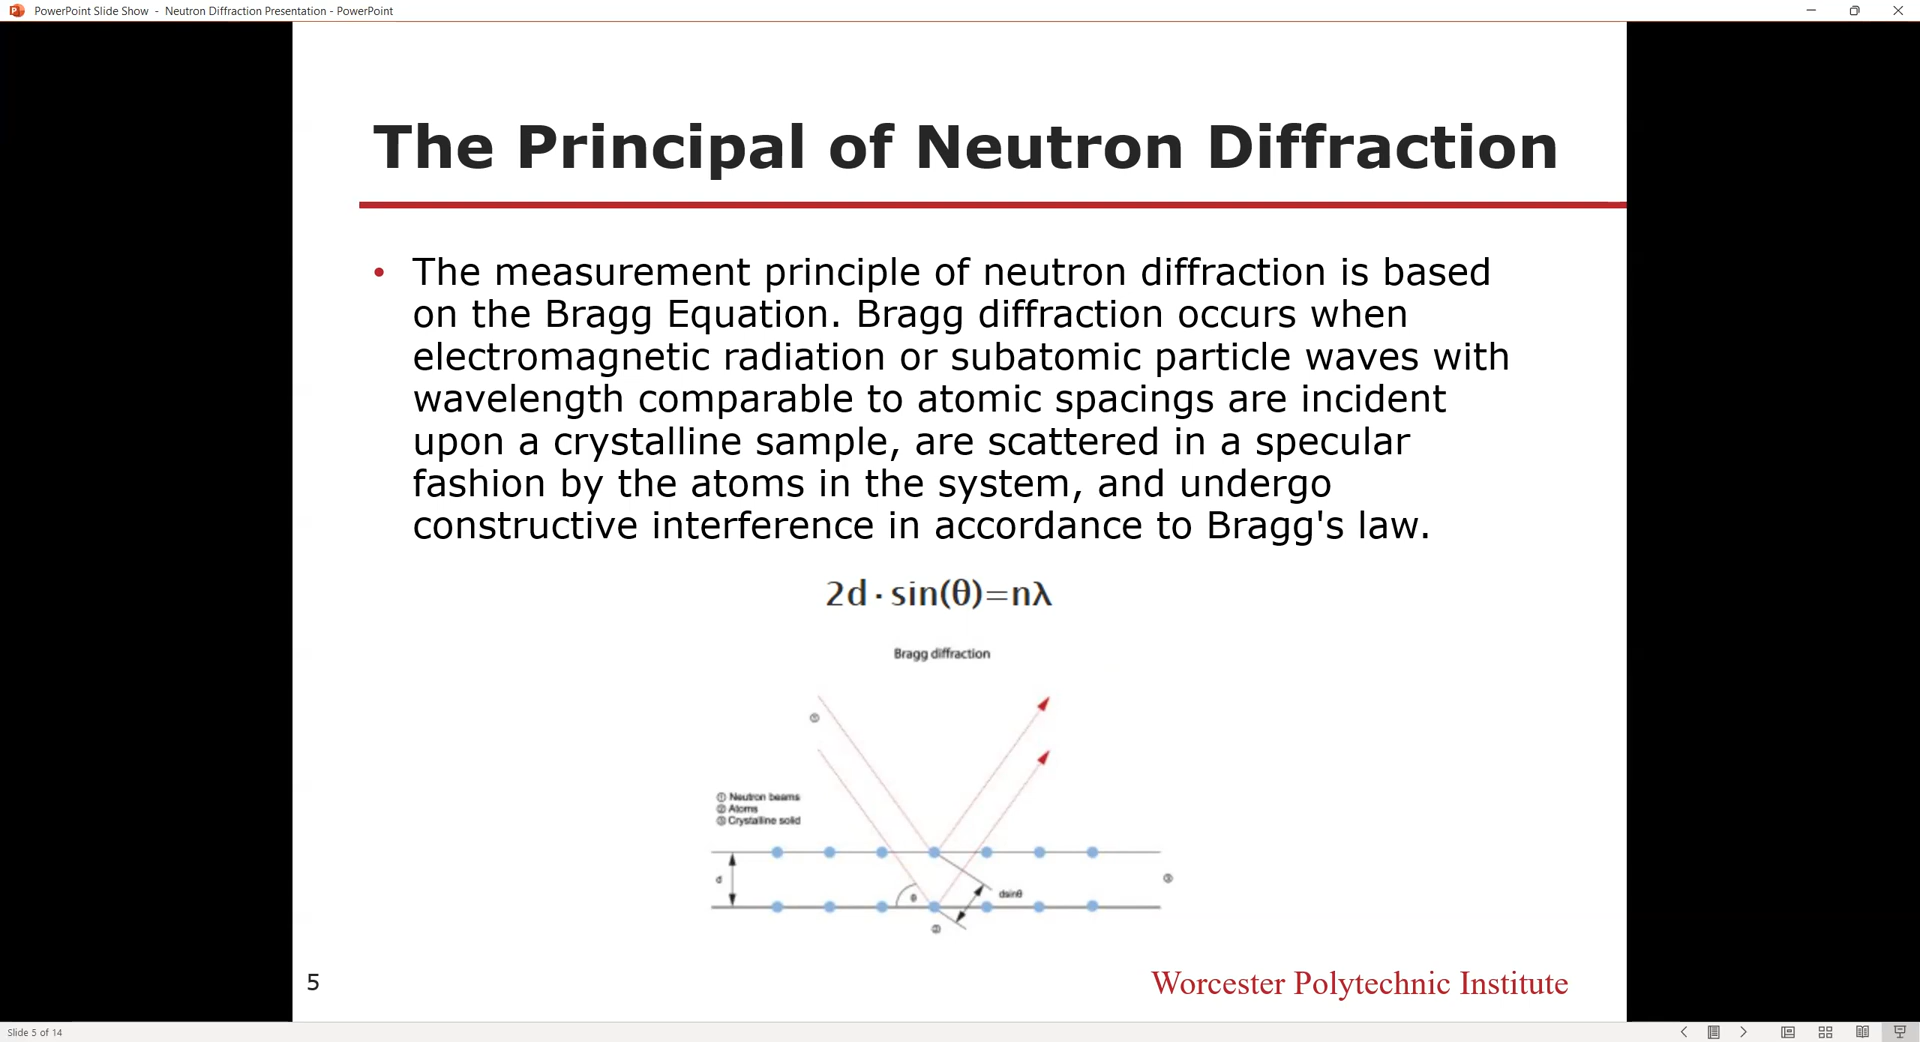 PowerPoint Slide Show - Neutron Diffraction Presentation - PowerPoint
The Principal of Neutron Diffraction
• The measurement principle of neutron diffraction is based
on the Bragg Equation. Bragg diffraction occurs when
electromagnetic radiation or subatomic particle waves with
wavelength comparable to atomic spacings are incident
upon a crystalline sample, are scattered in a specular
fashion by the atoms in the system, and undergo
constructive interference in accordance to Bragg's law.
2d · sin(θ)=nλ
Bragg diffraction
①
① Neutron beams
② Atoms
③ Crystalline solid
d
③
θ
dsinθ
②
5
Worcester Polytechnic Institute
Slide 5 of 14